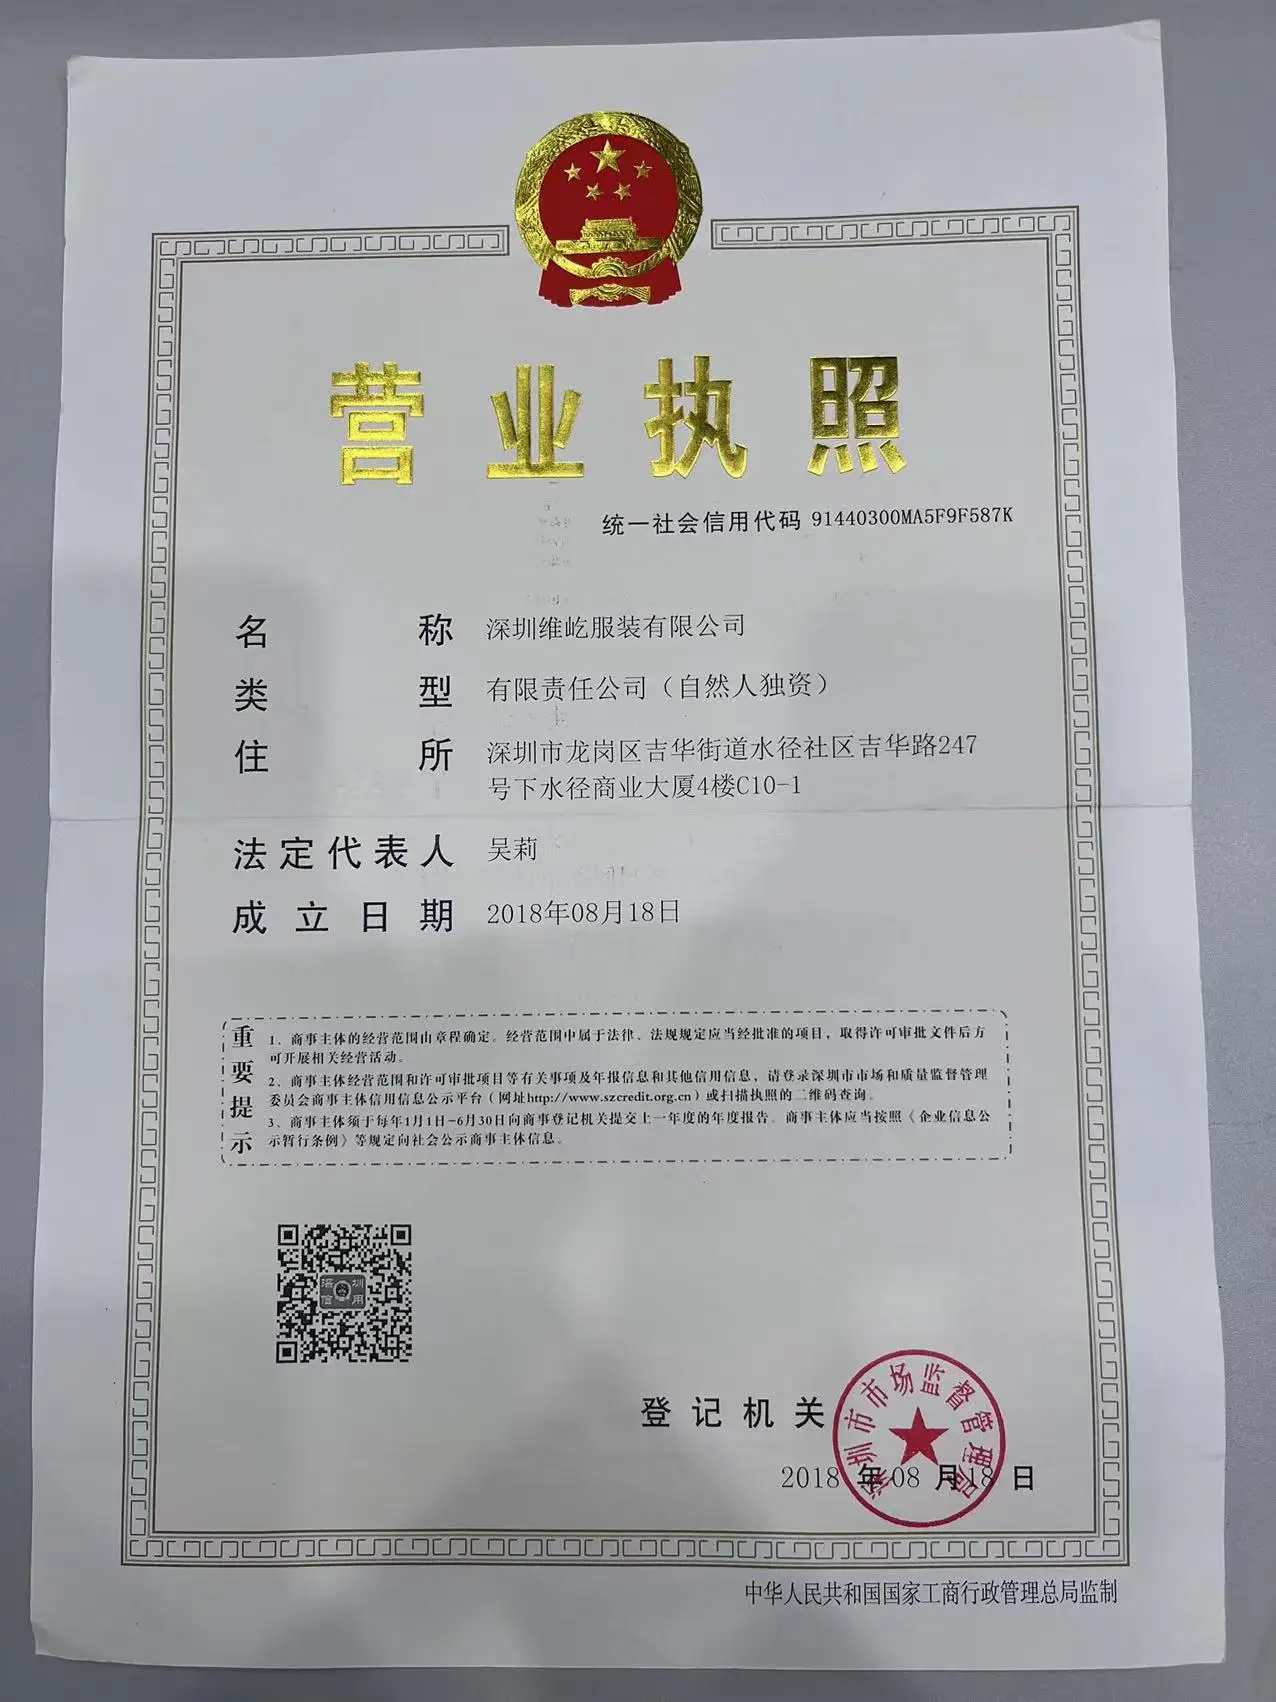 营业执照
统一社会信用代码 91440300MA5F9F587K
名称 深圳维屹服装有限公司
类型 有限责任公司（自然人独资）
住所 深圳市龙岗区吉华街道水径社区吉华路247
号下水径商业大厦4楼C10-1
法定代表人 吴莉
成立日期 2018年08月18日
重要提示
1、商事主体的经营范围由章程确定。经营范围中属于法律、法规规定应当经批准的项目，取得许可审批文件后方
可开展相关经营活动。
2、商事主体经营范围和许可审批项目等有关事项及年报信息和其他信用信息，请登录深圳市市场和质量监督管理
委员会商事主体信用信息公示平台（网址http://www.szcredit.org.cn）或扫描执照的二维码查询。
3、商事主体须于每年1月1日-6月30日向商事登记机关提交上一年度的年度报告。商事主体应当按照《企业信息公
示暂行条例》等规定向社会公示商事主体信息。
深圳信用
登记机关
深圳市市场监督管理局
2018年08月18日
中华人民共和国国家工商行政管理总局监制